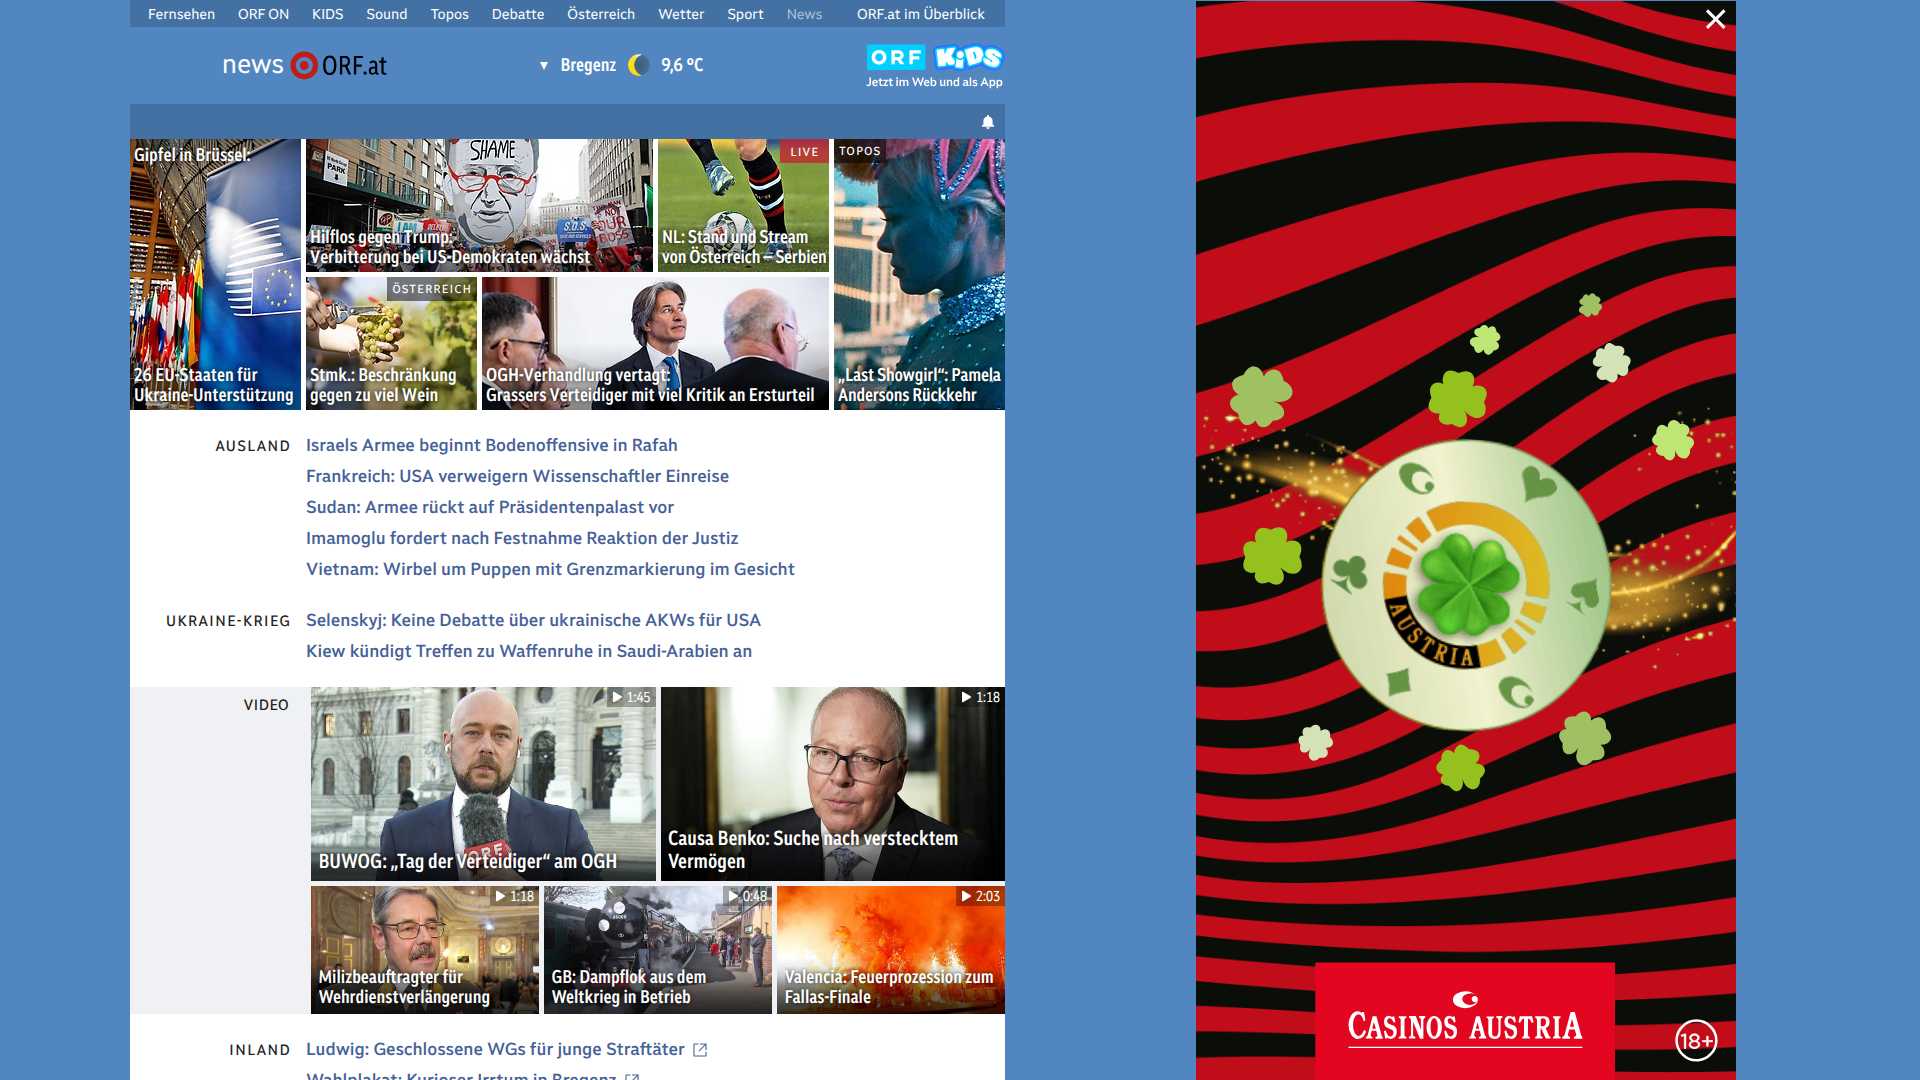 Fernsehen ORF ON KIDS Sound Topos Debatte Österreich Wetter Sport News ORF.at im Überblick
news ORF.at
Bregenz 9,6 °C
ORF KIDS
Jetzt im Web und als App
Gipfel in Brüssel:
26 EU-Staaten für
Ukraine-Unterstützung
SHAME
PARK
S.O.S.
Hilflos gegen Trump:
Verbitterung bei US-Demokraten wächst
LIVE
NL: Stand und Stream
von Österreich – Serbien
TOPOS
„Last Showgirl“: Pamela
Andersons Rückkehr
ÖSTERREICH
Stmk.: Beschränkung
gegen zu viel Wein
OGH-Verhandlung vertagt:
Grassers Verteidiger mit viel Kritik an Ersturteil
AUSLAND
Israels Armee beginnt Bodenoffensive in Rafah
Frankreich: USA verweigern Wissenschaftler Einreise
Sudan: Armee rückt auf Präsidentenpalast vor
Imamoglu fordert nach Festnahme Reaktion der Justiz
Vietnam: Wirbel um Puppen mit Grenzmarkierung im Gesicht
UKRAINE-KRIEG
Selenskyj: Keine Debatte über ukrainische AKWs für USA
Kiew kündigt Treffen zu Waffenruhe in Saudi-Arabien an
VIDEO
1:45
ORF
BUWOG: „Tag der Verteidiger“ am OGH
1:18
Causa Benko: Suche nach verstecktem
Vermögen
1:18
Milizbeauftragter für
Wehrdienstverlängerung
0:48
GB: Dampflok aus dem
Weltkrieg in Betrieb
2:03
Valencia: Feuerprozession zum
Fallas-Finale
INLAND
Ludwig: Geschlossene WGs für junge Straftäter
Wahlplakat: Kurioser Irrtum in Bregenz
AUSTRIA
CASINOS AUSTRIA
18+